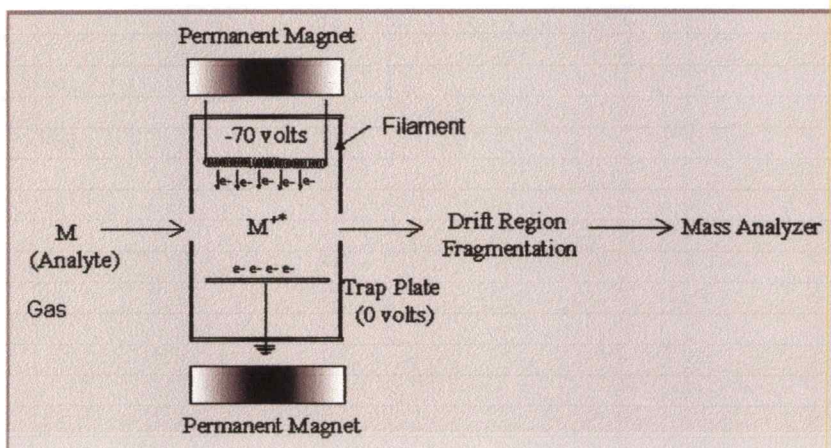 Permanent Magnet
-70 volts
Filament
e- e- e- e- e-
M
(Analyte)
M+*
Drift Region
Fragmentation
Mass Analyzer
e- e- e- e-
Trap Plate
(0 volts)
Gas
Permanent Magnet